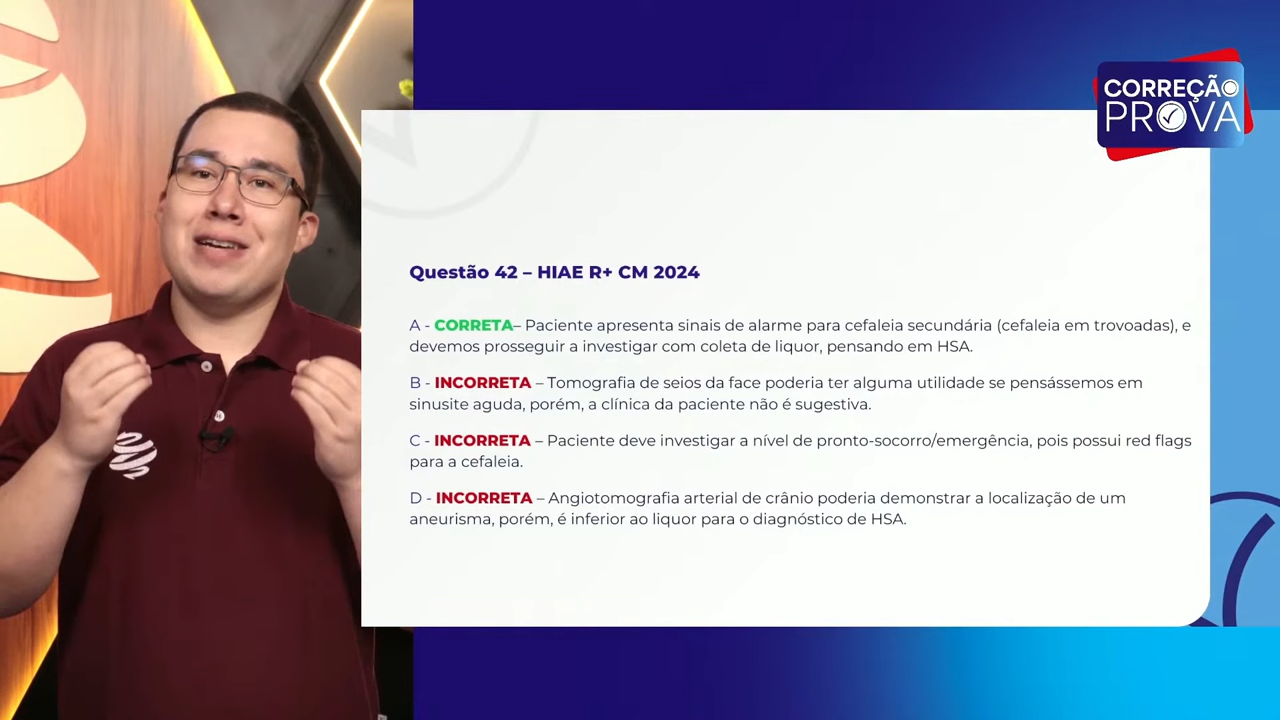 CORREÇÃO
PROVA
Questão 42 – HIAE R+ CM 2024
A - CORRETA– Paciente apresenta sinais de alarme para cefaleia secundária (cefaleia em trovoadas), e
devemos prosseguir a investigar com coleta de liquor, pensando em HSA.
B - INCORRETA – Tomografia de seios da face poderia ter alguma utilidade se pensássemos em
sinusite aguda, porém, a clínica da paciente não é sugestiva.
C - INCORRETA – Paciente deve investigar a nível de pronto-socorro/emergência, pois possui red flags
para a cefaleia.
D - INCORRETA – Angiotomografia arterial de crânio poderia demonstrar a localização de um
aneurisma, porém, é inferior ao liquor para o diagnóstico de HSA.